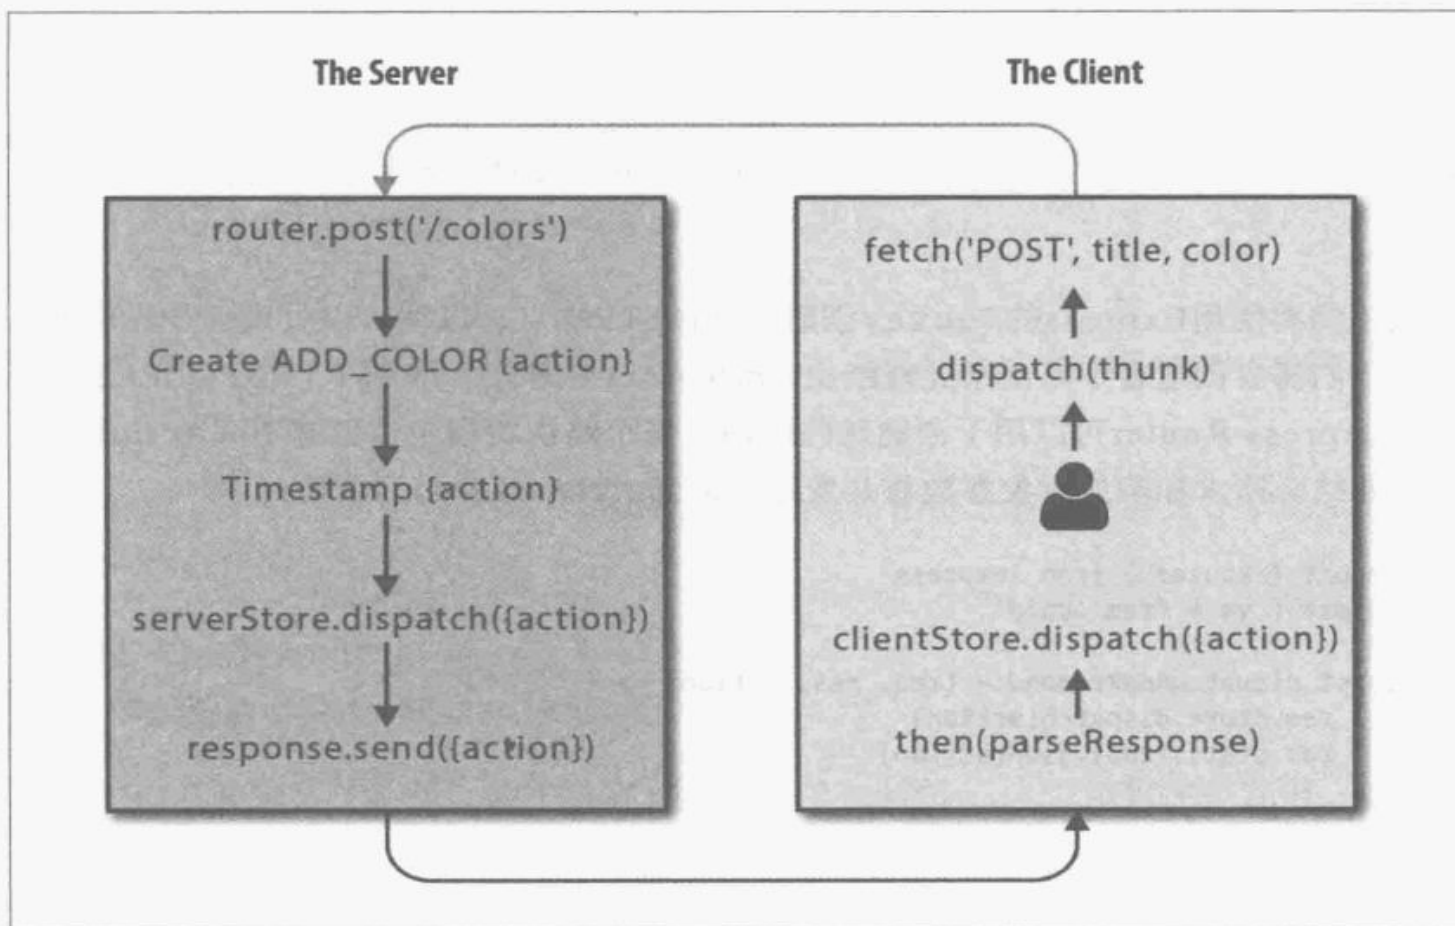 The Server
The Client
router.post('/colors')
Create ADD_COLOR {action}
Timestamp {action}
serverStore.dispatch({action})
response.send({action})
fetch('POST', title, color)
dispatch(thunk)
clientStore.dispatch({action})
then(parseResponse)